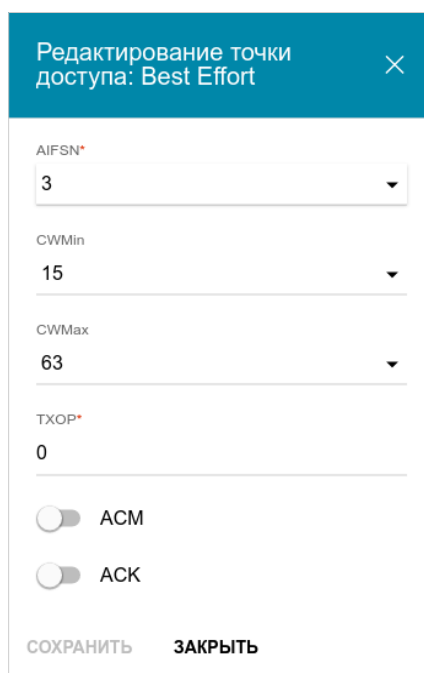 Редактирование точки
доступа: Best Effort
AIFSN*
3
CWMin
15
CWMax
63
TXOP*
0
ACM
ACK
СОХРАНИТЬ ЗАКРЫТЬ